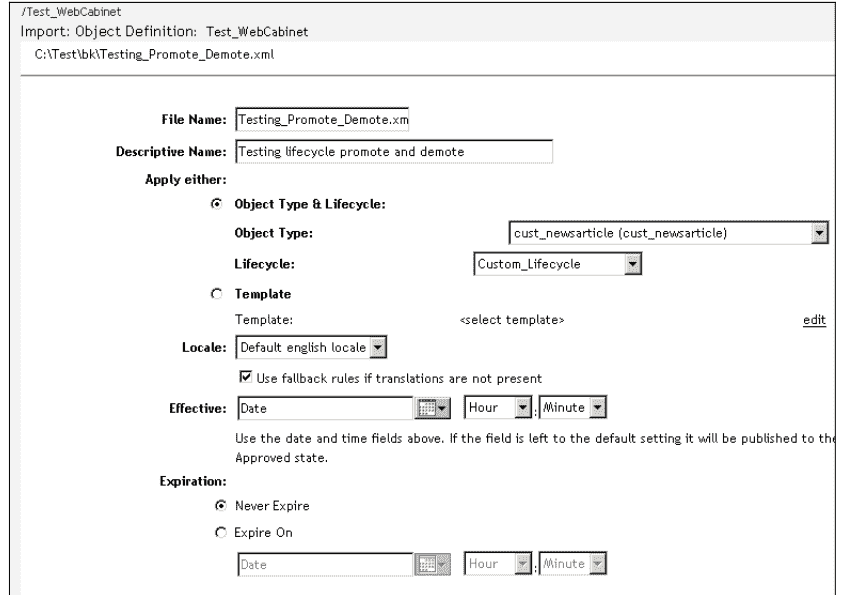 /Test_WebCabinet
Import: Object Definition: Test_WebCabinet
C:\Test\bk\Testing_Promote_Demote.xml
File Name: Testing_Promote_Demote.xm
Descriptive Name: Testing lifecycle promote and demote
Apply either:
Object Type & Lifecycle:
Object Type: cust_newsarticle (cust_newsarticle)
Lifecycle: Custom_Lifecycle
Template
Template: <select template> edit
Locale: Default english locale
Use fallback rules if translations are not present
Effective: Date Hour : Minute
Use the date and time fields above. If the field is left to the default setting it will be published to the
Approved state.
Expiration:
Never Expire
Expire On
Date Hour : Minute